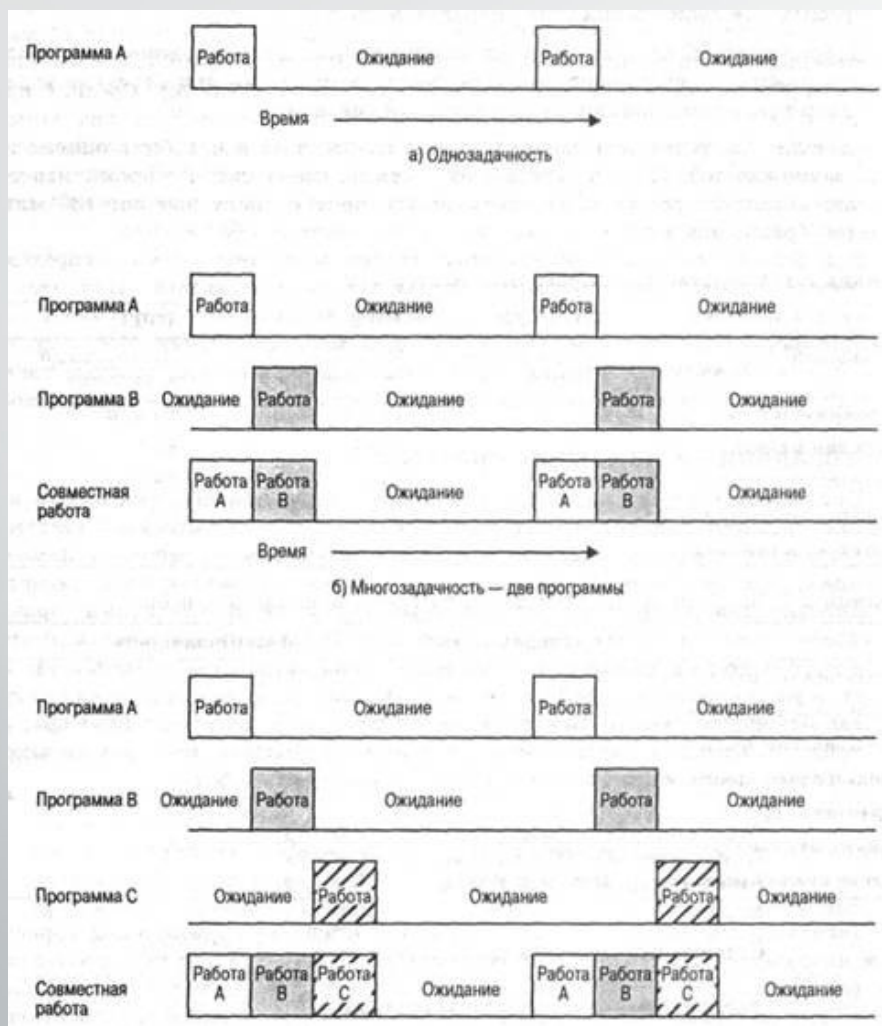 Программа А Работа Ожидание Работа Ожидание
Время
а) Однозадачность
Программа А Работа Ожидание Работа Ожидание
Программа В Ожидание Работа Ожидание Работа Ожидание
Совместная работа Работа А Работа В Ожидание Работа А Работа В Ожидание
Время
б) Многозадачность — две программы
Программа А Работа Ожидание Работа Ожидание
Программа В Ожидание Работа Ожидание Работа Ожидание
Программа С Ожидание Работа Ожидание Работа Ожидание
Совместная работа Работа А Работа В Работа С Ожидание Работа А Работа В Работа С Ожидание